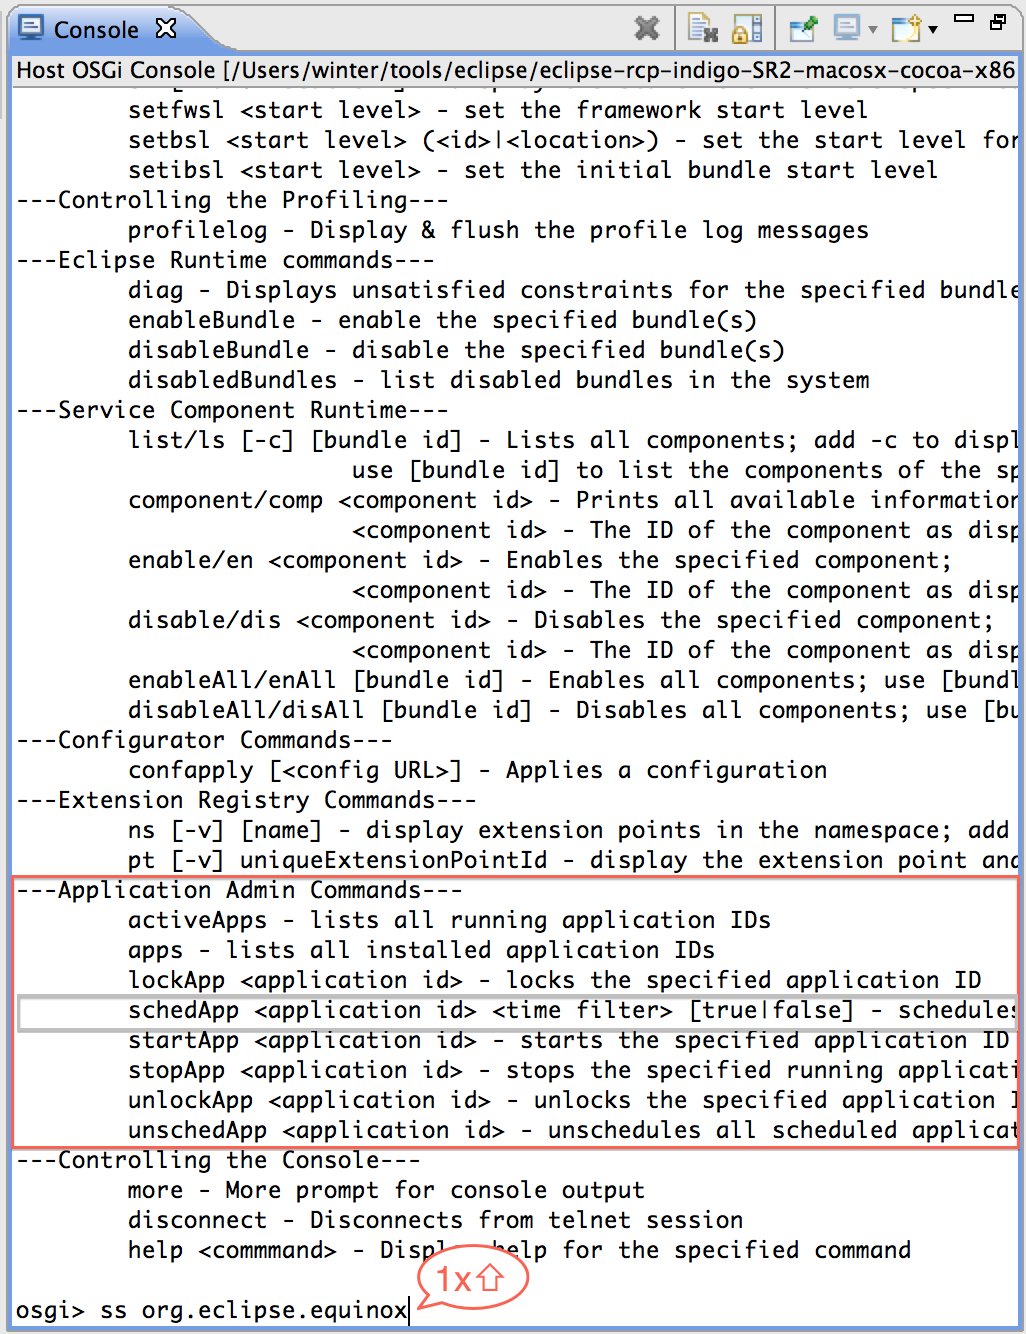 Console
Host OSGi Console [/Users/winter/tools/eclipse/eclipse-rcp-indigo-SR2-macosx-cocoa-x86
setfwsl <start level> - set the framework start level
setbsl <start level> (<id>|<location>) - set the start level for
setibsl <start level> - set the initial bundle start level
---Controlling the Profiling---
profilelog - Display & flush the profile log messages
---Eclipse Runtime commands---
diag - Displays unsatisfied constraints for the specified bundle
enableBundle - enable the specified bundle(s)
disableBundle - disable the specified bundle(s)
disabledBundles - list disabled bundles in the system
---Service Component Runtime---
list/ls [-c] [bundle id] - Lists all components; add -c to displ
use [bundle id] to list the components of the sp
component/comp <component id> - Prints all available information
<component id> - The ID of the component as disp
enable/en <component id> - Enables the specified component;
<component id> - The ID of the component as disp
disable/dis <component id> - Disables the specified component;
<component id> - The ID of the component as disp
enableAll/enAll [bundle id] - Enables all components; use [bundl
disableAll/disAll [bundle id] - Disables all components; use [bu
---Configurator Commands---
confapply [<config URL>] - Applies a configuration
---Extension Registry Commands---
ns [-v] [name] - display extension points in the namespace; add
pt [-v] uniqueExtensionPointId - display the extension point and
---Application Admin Commands---
activeApps - lists all running application IDs
apps - lists all installed application IDs
lockApp <application id> - locks the specified application ID
schedApp <application id> <time filter> [true|false] - schedules
startApp <application id> - starts the specified application ID
stopApp <application id> - stops the specified running applicati
unlockApp <application id> - unlocks the specified application I
unschedApp <application id> - unschedules all scheduled applicat
---Controlling the Console---
more - More prompt for console output
disconnect - Disconnects from telnet session
help <commmand> - Display help for the specified command
1x⇧
osgi> ss org.eclipse.equinox